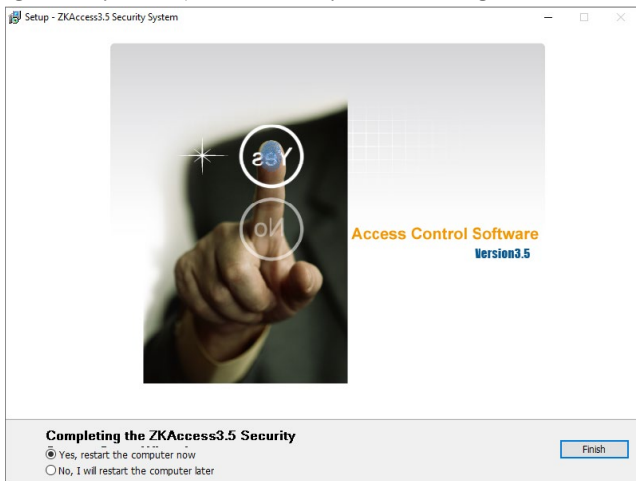 Setup - ZKAccess3.5 Security System
Yes
No
Access Control Software
Version3.5
Completing the ZKAccess3.5 Security
Yes, restart the computer now
No, I will restart the computer later
Finish